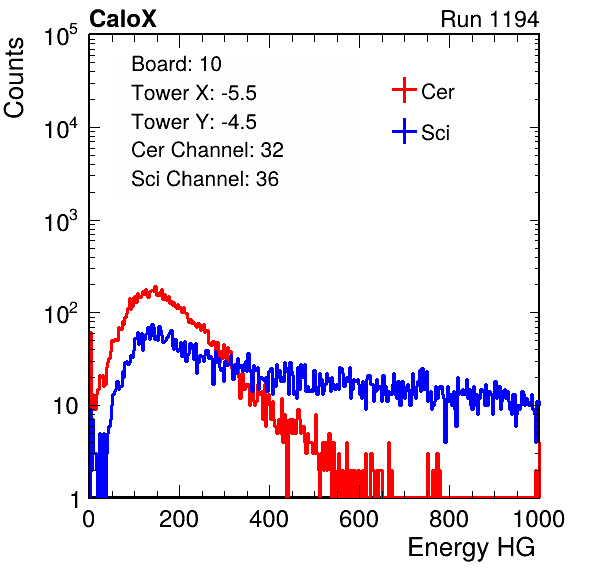 CaloX Run 1194
Counts
10^5
10^4
10^3
10^2
10
1
Board: 10
Tower X: -5.5
Tower Y: -4.5
Cer Channel: 32
Sci Channel: 36
Cer
Sci
0 200 400 600 800 1000
Energy HG